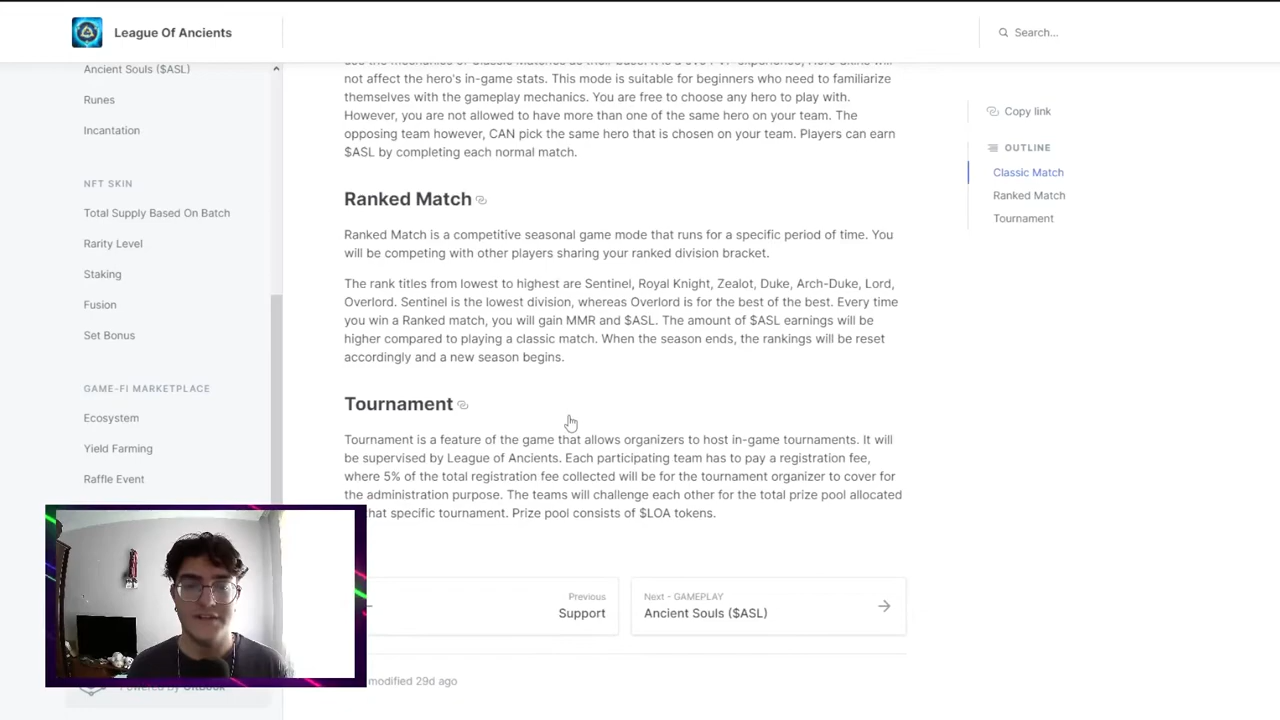 League Of Ancients
Search...
Ancient Souls ($ASL)
Runes
Incantation
NFT SKIN
Total Supply Based On Batch
Rarity Level
Staking
Fusion
Set Bonus
GAME-FI MARKETPLACE
Ecosystem
Yield Farming
Raffle Event
Powered By GitBook
not affect the hero's in-game stats. This mode is suitable for beginners who need to familiarize
themselves with the gameplay mechanics. You are free to choose any hero to play with.
However, you are not allowed to have more than one of the same hero on your team. The
opposing team however, CAN pick the same hero that is chosen on your team. Players can earn
$ASL by completing each normal match.
Ranked Match
Ranked Match is a competitive seasonal game mode that runs for a specific period of time. You
will be competing with other players sharing your ranked division bracket.
The rank titles from lowest to highest are Sentinel, Royal Knight, Zealot, Duke, Arch-Duke, Lord,
Overlord. Sentinel is the lowest division, whereas Overlord is for the best of the best. Every time
you win a Ranked match, you will gain MMR and $ASL. The amount of $ASL earnings will be
higher compared to playing a classic match. When the season ends, the rankings will be reset
accordingly and a new season begins.
Tournament
Tournament is a feature of the game that allows organizers to host in-game tournaments. It will
be supervised by League of Ancients. Each participating team has to pay a registration fee,
where 5% of the total registration fee collected will be for the tournament organizer to cover for
the administration purpose. The teams will challenge each other for the total prize pool allocated
hat specific tournament. Prize pool consists of $LOA tokens.
Previous
Support
Next - GAMEPLAY
Ancient Souls ($ASL)
modified 29d ago
Copy link
OUTLINE
Classic Match
Ranked Match
Tournament